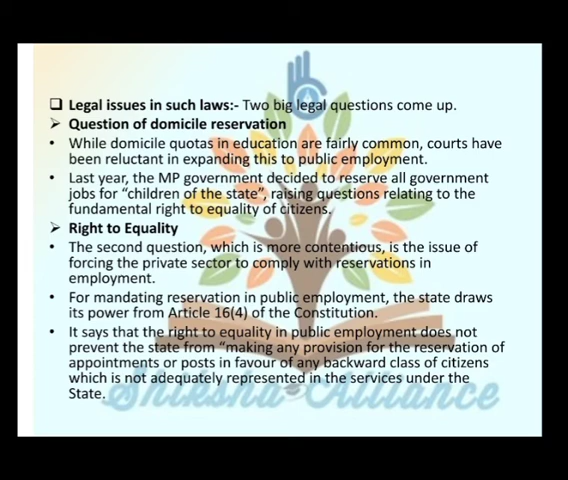 ❑ Legal issues in such laws:- Two big legal questions come up.
➢ Question of domicile reservation
• While domicile quotas in education are fairly common, courts have
been reluctant in expanding this to public employment.
• Last year, the MP government decided to reserve all government
jobs for “children of the state”, raising questions relating to the
fundamental right to equality of citizens.
➢ Right to Equality
• The second question, which is more contentious, is the issue of
forcing the private sector to comply with reservations in
employment.
• For mandating reservation in public employment, the state draws
its power from Article 16(4) of the Constitution.
• It says that the right to equality in public employment does not
prevent the state from “making any provision for the reservation of
appointments or posts in favour of any backward class of citizens
which is not adequately represented in the services under the
State.
Shiksha Alliance